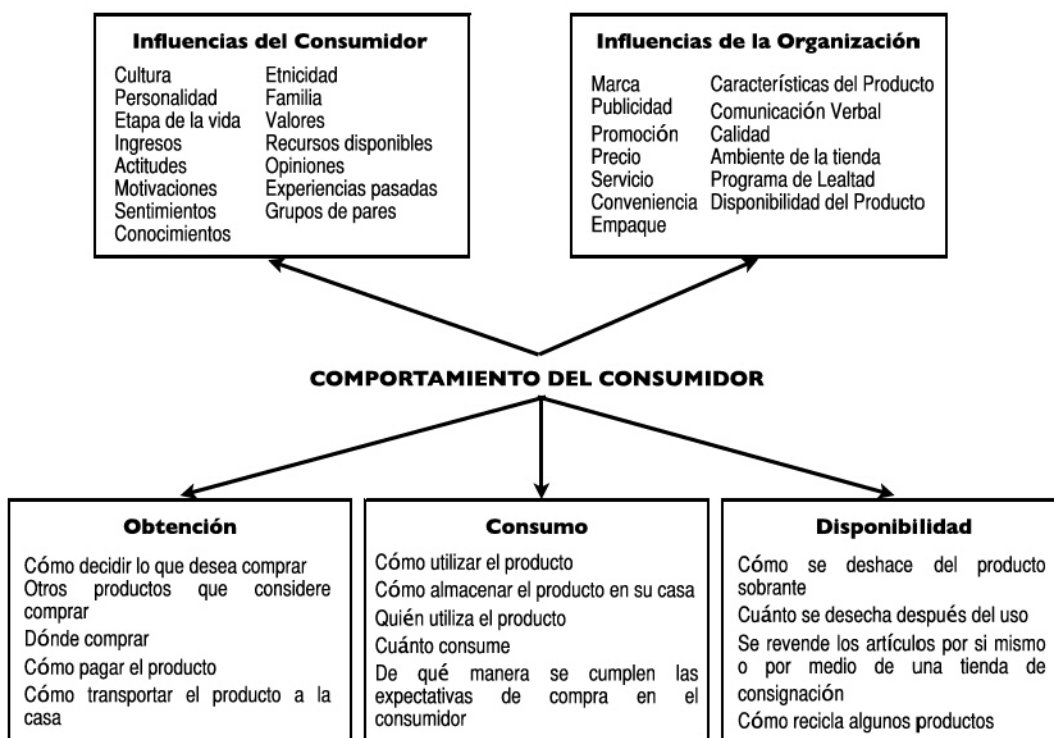 Influencias del Consumidor
Cultura
Personalidad
Etapa de la vida
Ingresos
Actitudes
Motivaciones
Sentimientos
Conocimientos
Etnicidad
Familia
Valores
Recursos disponibles
Opiniones
Experiencias pasadas
Grupos de pares
Influencias de la Organización
Marca
Publicidad
Promoción
Precio
Servicio
Conveniencia
Empaque
Características del Producto
Comunicación Verbal
Calidad
Ambiente de la tienda
Programa de Lealtad
Disponibilidad del Producto
COMPORTAMIENTO DEL CONSUMIDOR
Obtención
Cómo decidir lo que desea comprar
Otros productos que considere
comprar
Dónde comprar
Cómo pagar el producto
Cómo transportar el producto a la
casa
Consumo
Cómo utilizar el producto
Cómo almacenar el producto en su casa
Quién utiliza el producto
Cuánto consume
De qué manera se cumplen las
expectativas de compra en el
consumidor
Disponibilidad
Cómo se deshace del producto
sobrante
Cuánto se desecha después del uso
Se revende los artículos por si mismo
o por medio de una tienda de
consignación
Cómo recicla algunos productos